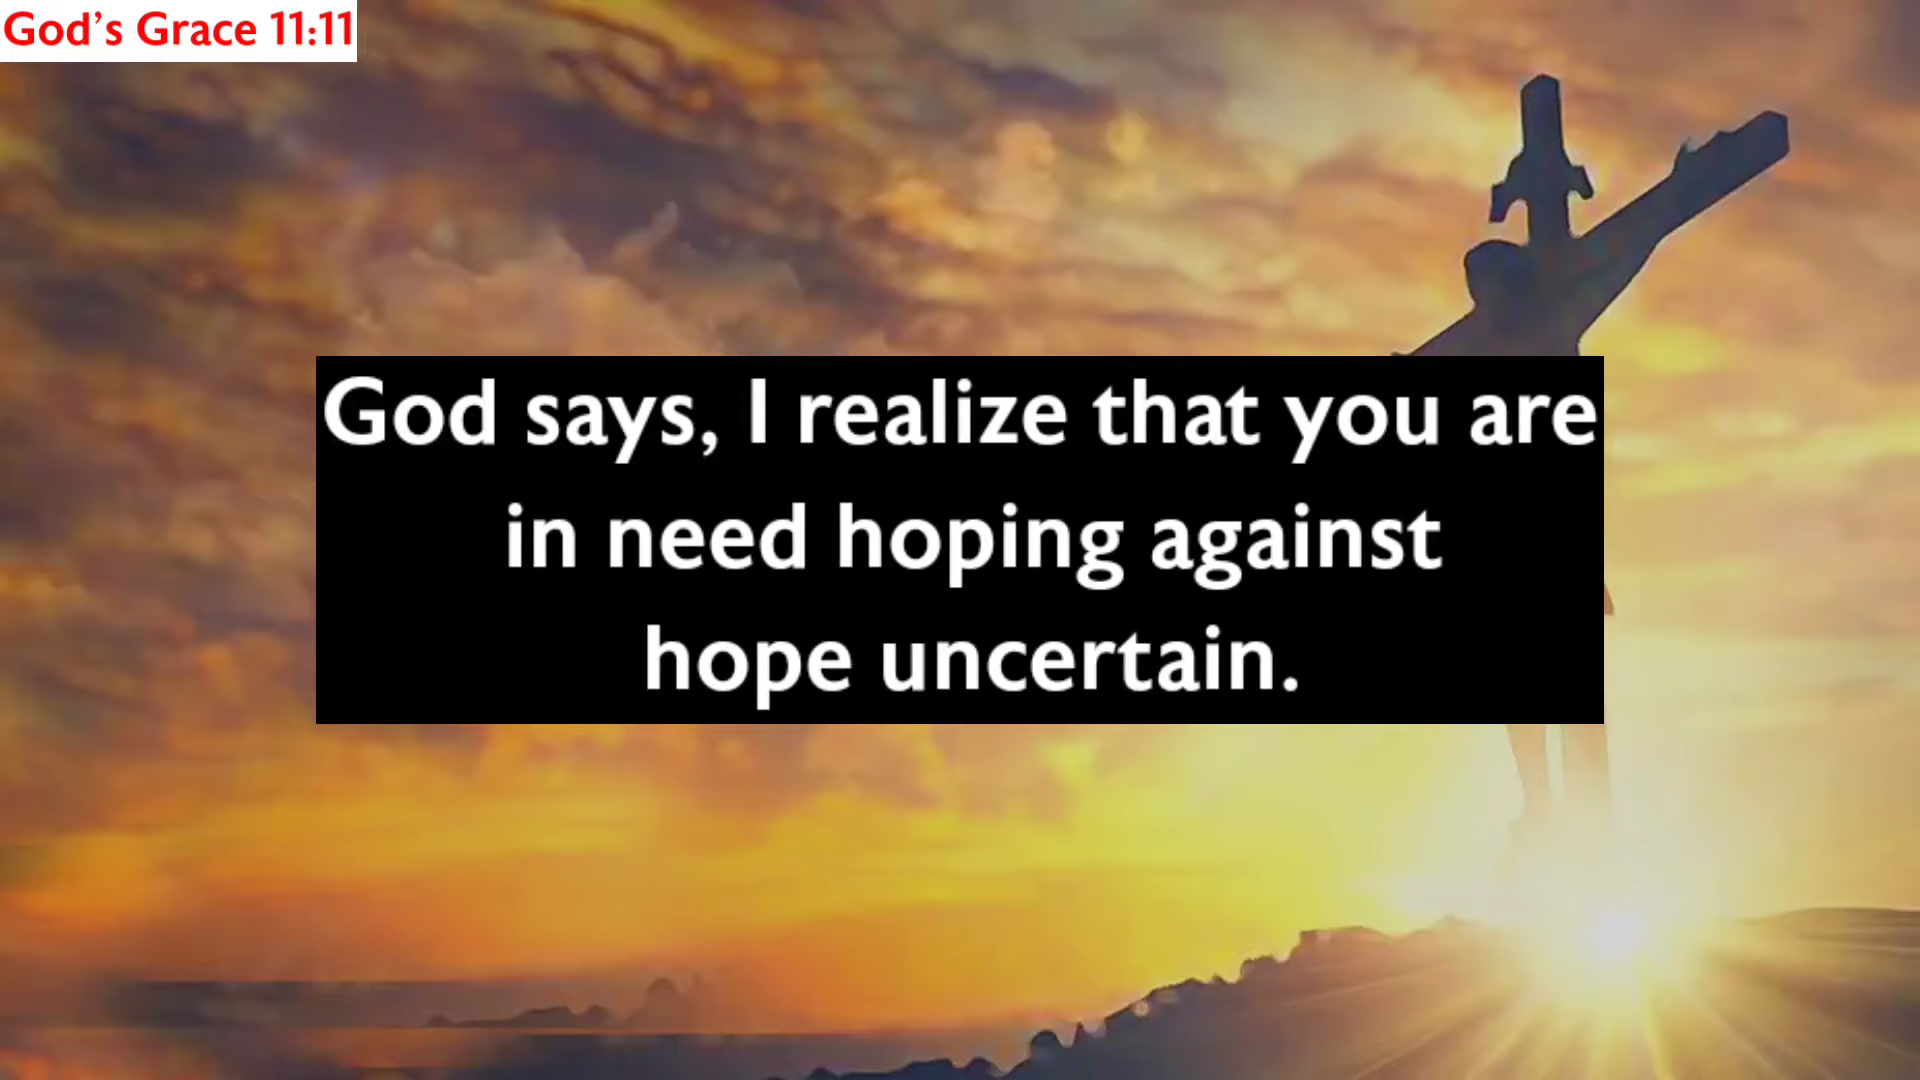 God’s Grace 11:11
God says, I realize that you are
in need hoping against
hope uncertain.